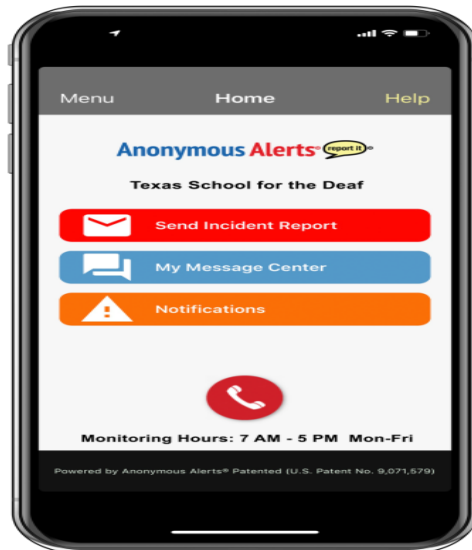 Menu Home Help
Anonymous Alerts® report it®
Texas School for the Deaf
Send Incident Report
My Message Center
Notifications
Monitoring Hours: 7 AM - 5 PM Mon-Fri
Powered by Anonymous Alerts® Patented (U.S. Patent No. 9,071,579)